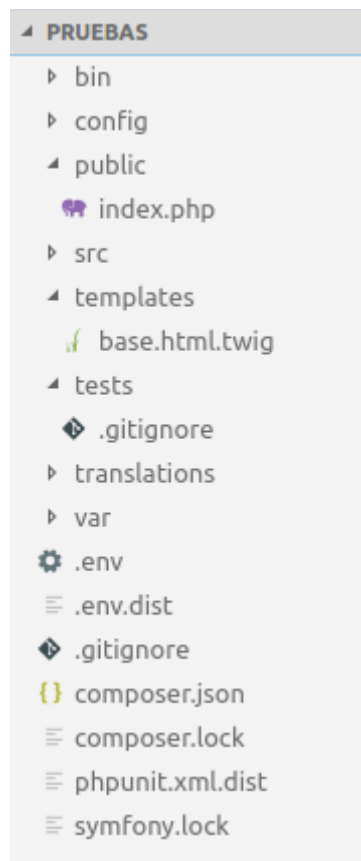 PRUEBAS
bin
config
public
index.php
src
templates
base.html.twig
tests
.gitignore
translations
var
.env
.env.dist
.gitignore
composer.json
composer.lock
phpunit.xml.dist
symfony.lock